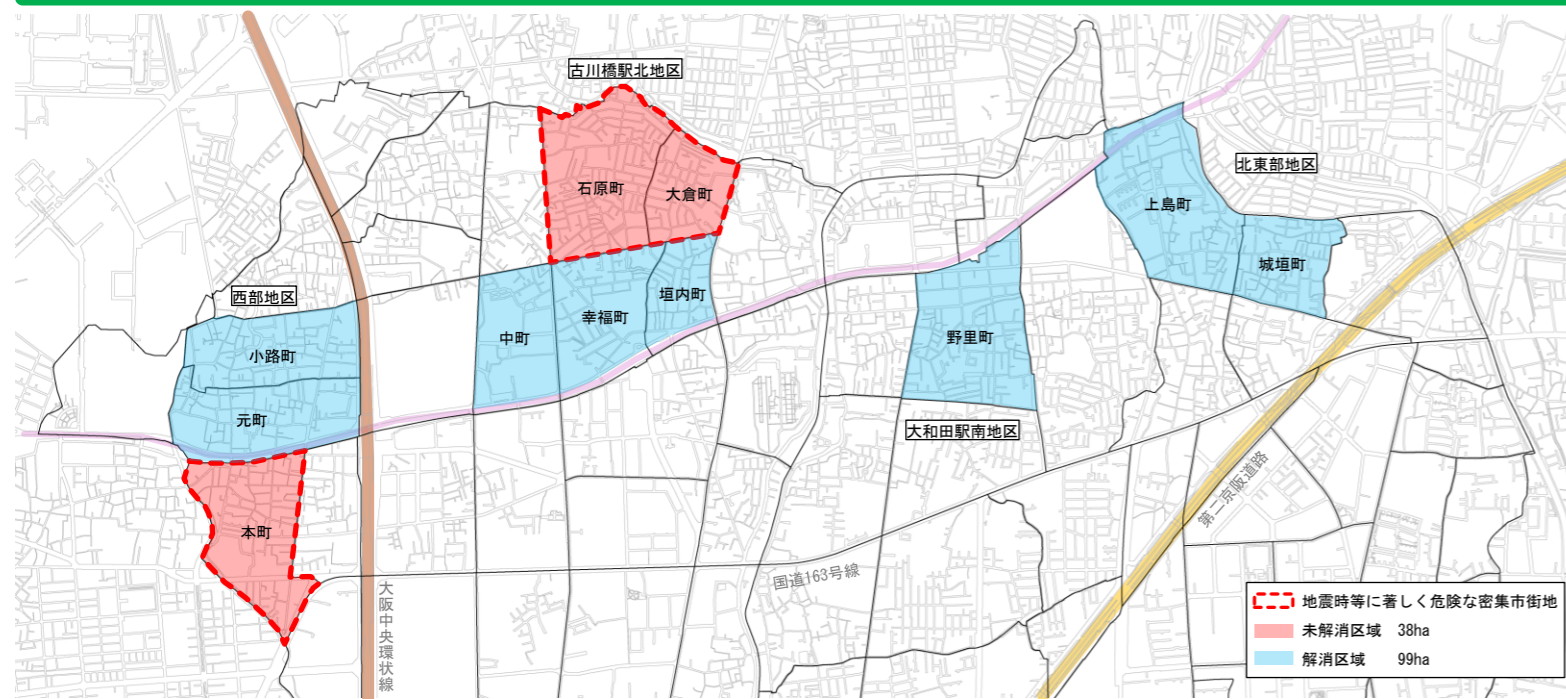 古川橋駅北地区
石原町
大倉町
北東部地区
上島町
城垣町
西部地区
小路町
元町
中町
幸福町
垣内町
野里町
大和田駅南地区
本町
大阪中央環状線
国道163号線
第二京阪道路
地震時等に著しく危険な密集市街地
未解消区域 38ha
解消区域 99ha